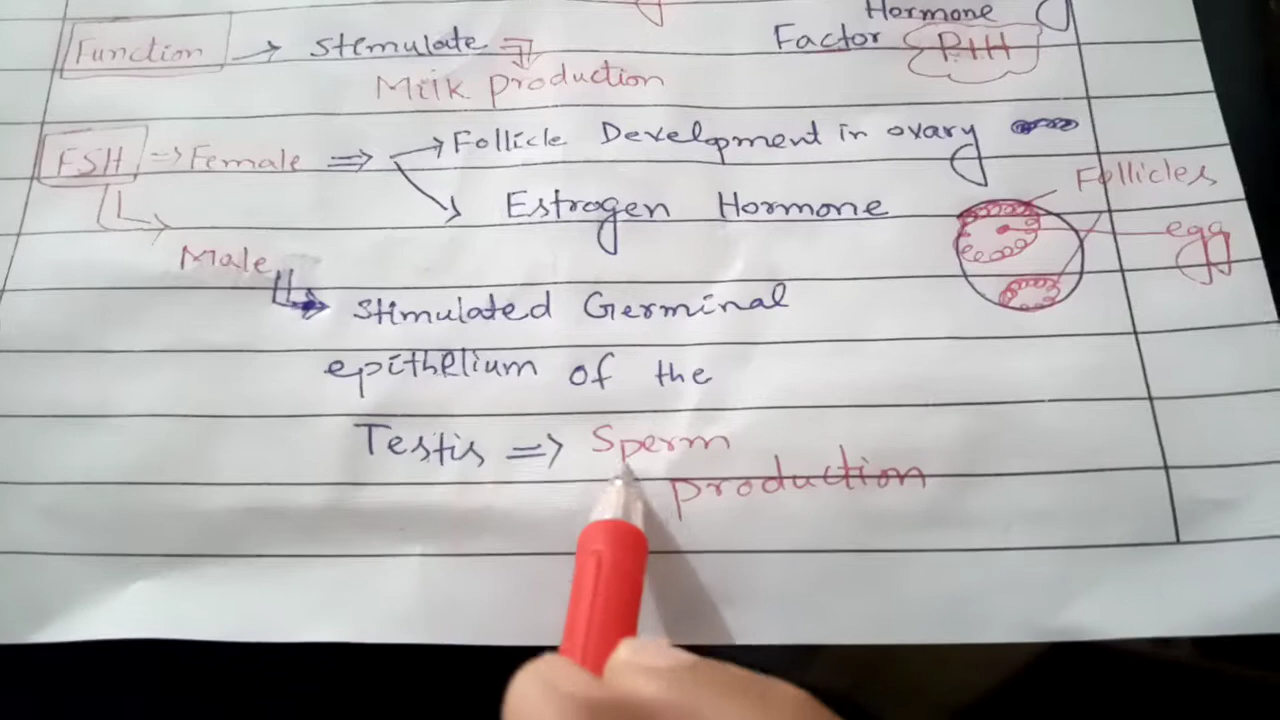 Hormone
Function → Stemulate Factor PIH
Milk production
FSH ⇒ Female ⇒ → Follicle Development in ovary
Follicles
→ Estrogen Hormone
egg
Male
Stimulated Germinal
epithelium of the
Testis ⇒ Sperm
production